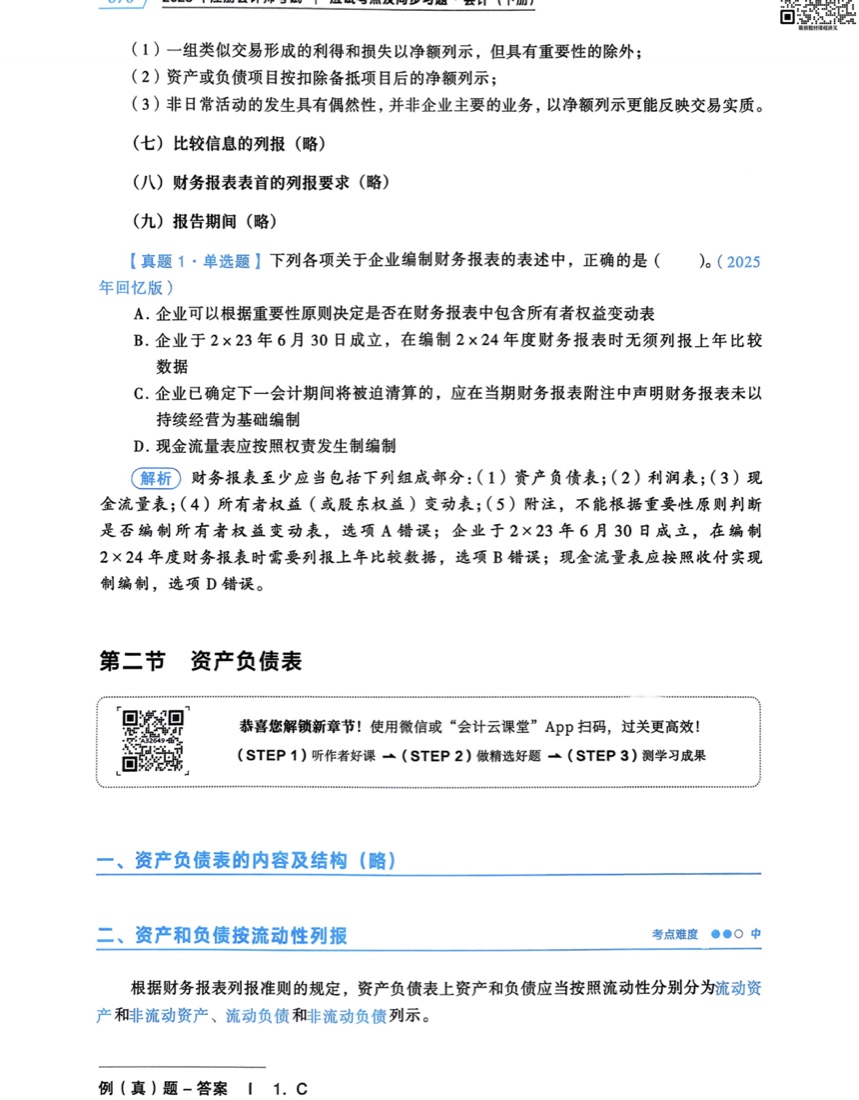 （1）一组类似交易形成的利得和损失以净额列示，但具有重要性的除外；
（2）资产或负债项目按扣除备抵项目后的净额列示；
（3）非日常活动的发生具有偶然性，并非企业主要的业务，以净额列示更能反映交易实质。
（七）比较信息的列报（略）
（八）财务报表表首的列报要求（略）
（九）报告期间（略）
【真题 1·单选题】下列各项关于企业编制财务报表的表述中，正确的是（　　）。（2025
年回忆版）
A. 企业可以根据重要性原则决定是否在财务报表中包含所有者权益变动表
B. 企业于 2×23 年 6 月 30 日成立，在编制 2×24 年度财务报表时无须列报上年比较
数据
C. 企业已确定下一会计期间将被迫清算的，应在当期财务报表附注中声明财务报表未以
持续经营为基础编制
D. 现金流量表应按照权责发生制编制
解析 财务报表至少应当包括下列组成部分：（1）资产负债表；（2）利润表；（3）现
金流量表；（4）所有者权益（或股东权益）变动表；（5）附注，不能根据重要性原则判断
是否编制所有者权益变动表，选项 A 错误；企业于 2×23 年 6 月 30 日成立，在编制
2×24 年度财务报表时需要列报上年比较数据，选项 B 错误；现金流量表应按照收付实现
制编制，选项 D 错误。
第二节　资产负债表
恭喜您解锁新章节！使用微信或“会计云课堂”App 扫码，过关更高效！
（STEP 1）听作者好课 ⇀（STEP 2）做精选好题 ⇀（STEP 3）测学习成果
一、资产负债表的内容及结构（略）
二、资产和负债按流动性列报　考点难度 ●●○ 中
根据财务报表列报准则的规定，资产负债表上资产和负债应当按照流动性分别分为流动资
产和非流动资产、流动负债和非流动负债列示。
例（真）题－答案　|　1. C